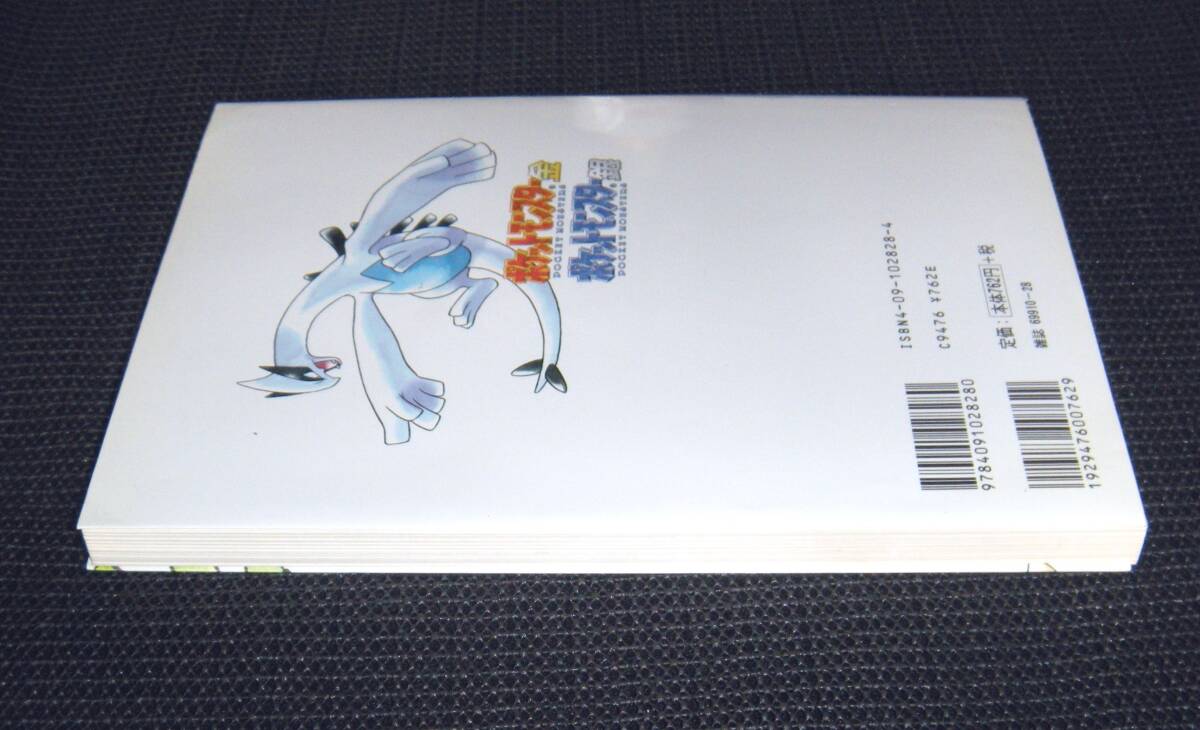 ポケットモンスター金
POCKET MONSTERS
ポケットモンスター銀
POCKET MONSTERS
ISBN4-09-102828-4
C9476 ¥762E
定価：本体762円+税
雑誌 69910-28
9784091028280
1929476007629